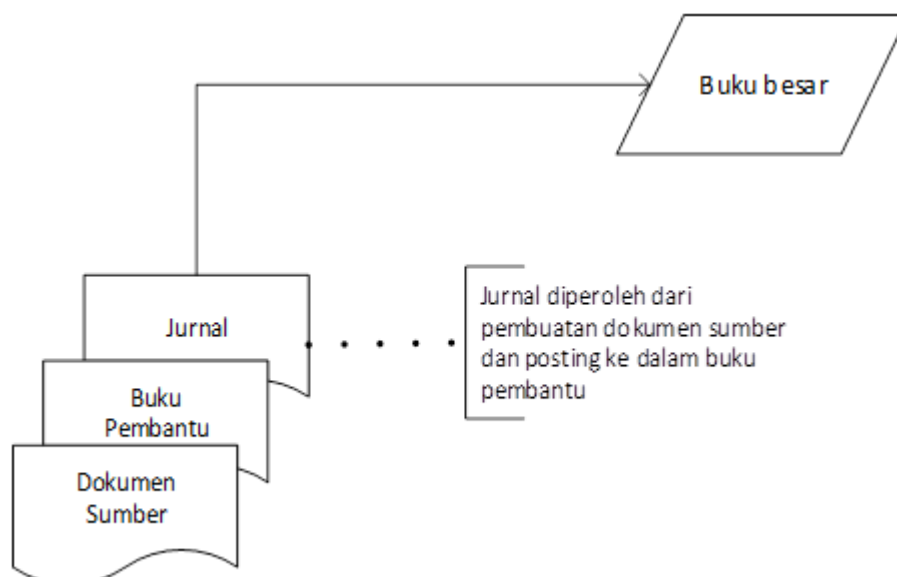 Buku besar
Jurnal
Jurnal diperoleh dari
pembuatan dokumen sumber
dan posting ke dalam buku
pembantu
Buku
Pembantu
Dokumen
Sumber